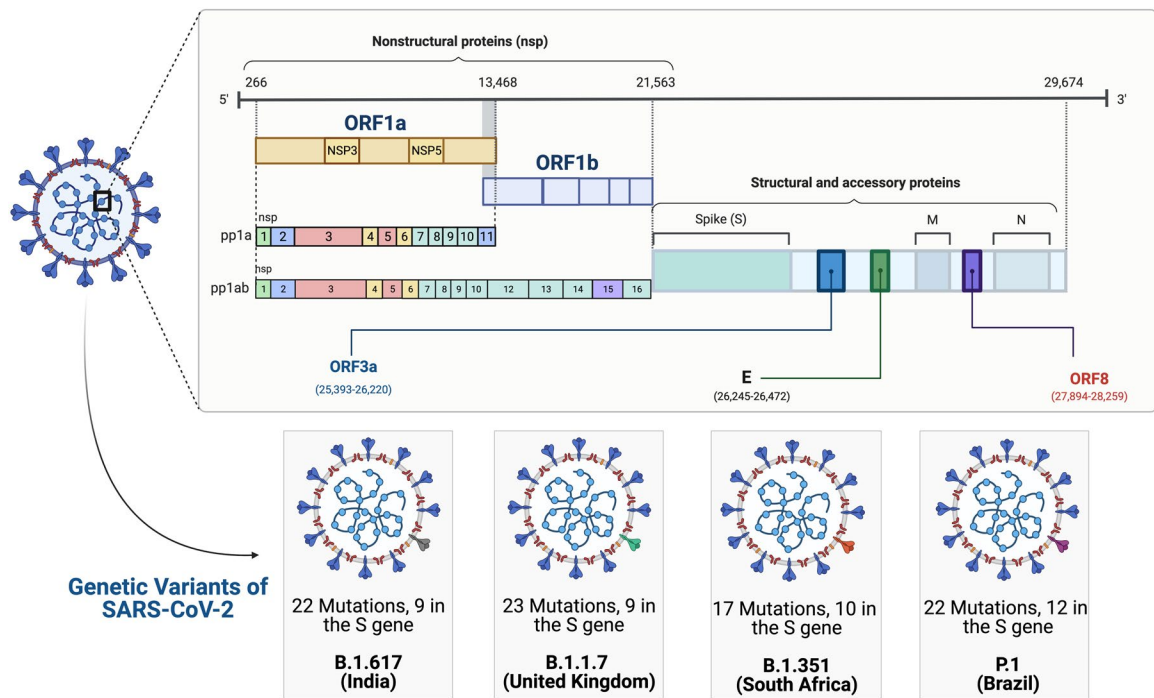 Nonstructural proteins (nsp)
266 13,468 21,563 29,674
5' 3'
ORF1a
NSP3 NSP5
ORF1b
Structural and accessory proteins
Spike (S) M N
nsp
pp1a 1 2 3 4 5 6 7 8 9 10 11
nsp
pp1ab 1 2 3 4 5 6 7 8 9 10 12 13 14 15 16
ORF3a
(25,393-26,220)
E
(26,245-26,472)
ORF8
(27,894-28,259)
Genetic Variants of
SARS-CoV-2
22 Mutations, 9 in
the S gene
B.1.617
(India)
23 Mutations, 9 in
the S gene
B.1.1.7
(United Kingdom)
17 Mutations, 10 in
the S gene
B.1.351
(South Africa)
22 Mutations, 12 in
the S gene
P.1
(Brazil)